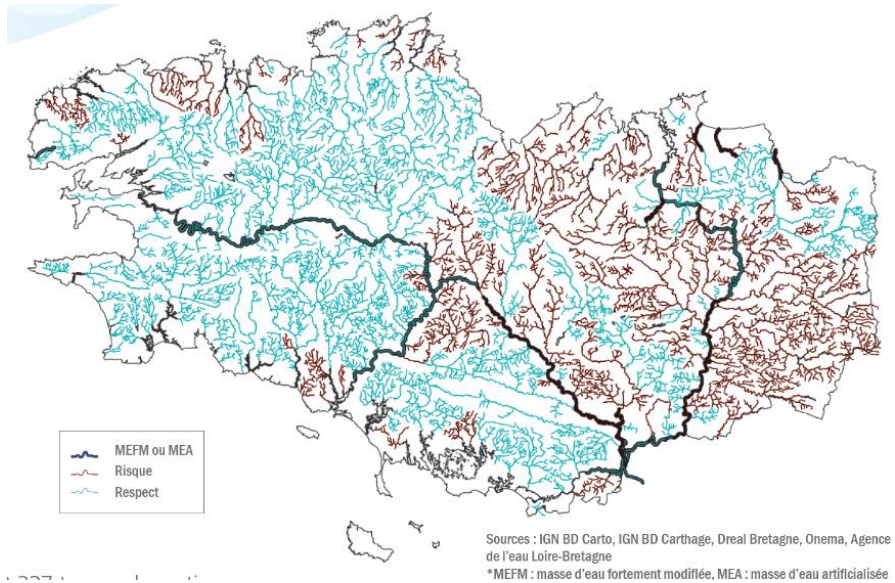 MEFM ou MEA
Risque
Respect
Sources : IGN BD Carto, IGN BD Carthage, Dreal Bretagne, Onema, Agence
de l'eau Loire-Bretagne
*MEFM : masse d'eau fortement modifiée, MEA : masse d'eau artificialisée